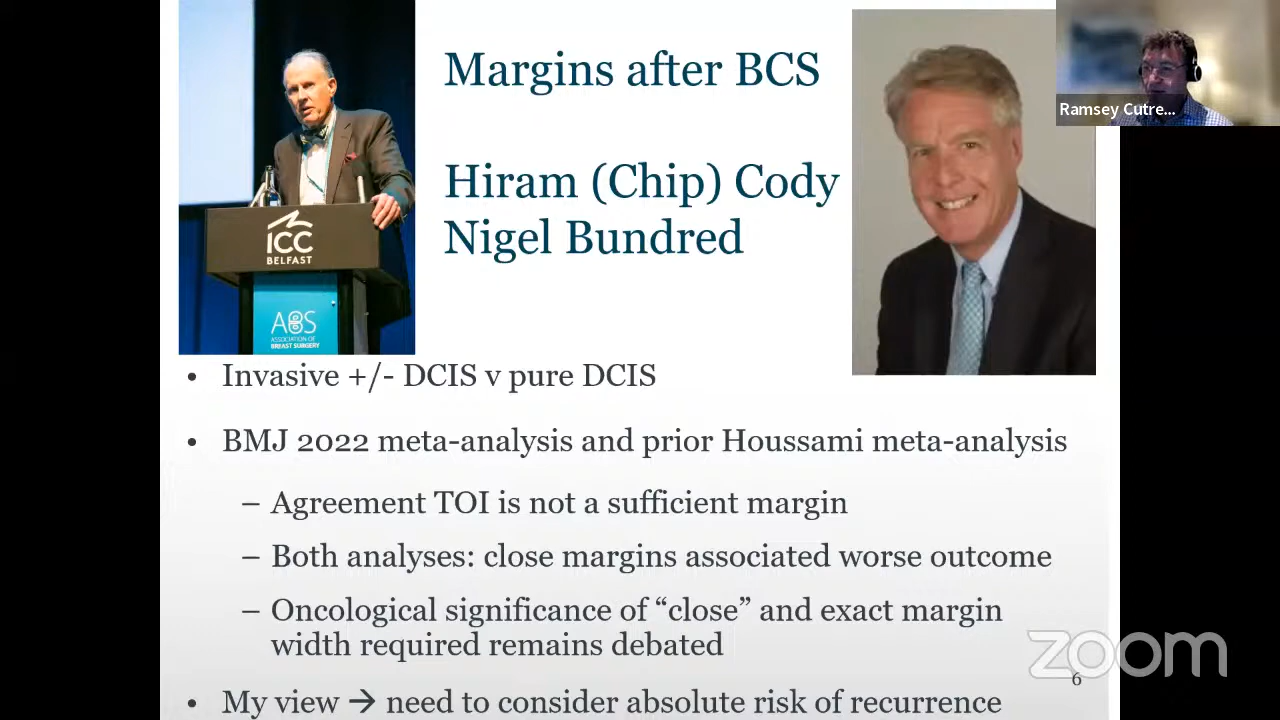 Margins after BCS
Hiram (Chip) Cody
Nigel Bundred
Ramsey Cutre...
ICC
BELFAST
ABS
ASSOCIATION OF
BREAST SURGERY
• Invasive +/- DCIS v pure DCIS
• BMJ 2022 meta-analysis and prior Houssami meta-analysis
– Agreement TOI is not a sufficient margin
– Both analyses: close margins associated worse outcome
– Oncological significance of “close” and exact margin
width required remains debated
• My view → need to consider absolute risk of recurrence
zoom
6